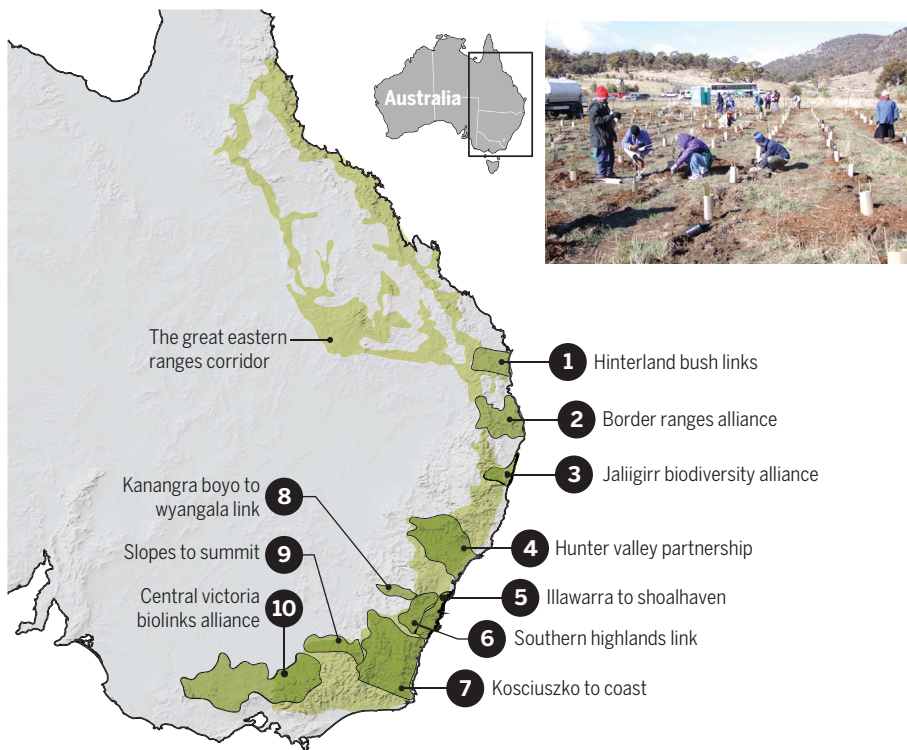 Australia
The great eastern
ranges corridor
1 Hinterland bush links
2 Border ranges alliance
3 Jaliigirr biodiversity alliance
Kanangra boyo to
wyangala link
8
4 Hunter valley partnership
Slopes to summit 9
5 Illawarra to shoalhaven
Central victoria
biolinks alliance
10
6 Southern highlands link
7 Kosciuszko to coast